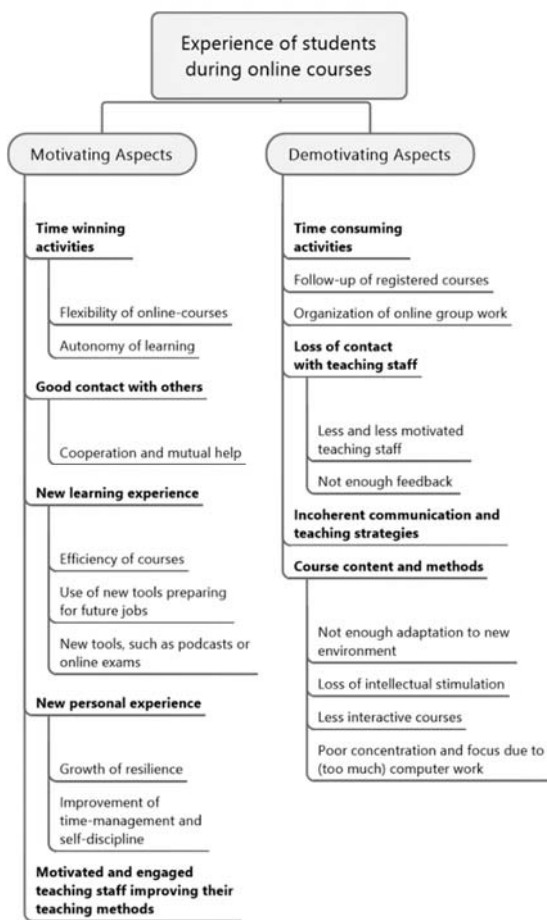 Experience of students
during online courses
Motivating Aspects
Time winning
activities
Flexibility of online-courses
Autonomy of learning
Good contact with others
Cooperation and mutual help
New learning experience
Efficiency of courses
Use of new tools preparing
for future jobs
New tools, such as podcasts or
online exams
New personal experience
Growth of resilience
Improvement of
time-management and
self-discipline
Motivated and engaged
teaching staff improving their
teaching methods
Demotivating Aspects
Time consuming
activities
Follow-up of registered courses
Organization of online group work
Loss of contact
with teaching staff
Less and less motivated
teaching staff
Not enough feedback
Incoherent communication and
teaching strategies
Course content and methods
Not enough adaptation to new
environment
Loss of intellectual stimulation
Less interactive courses
Poor concentration and focus due to
(too much) computer work